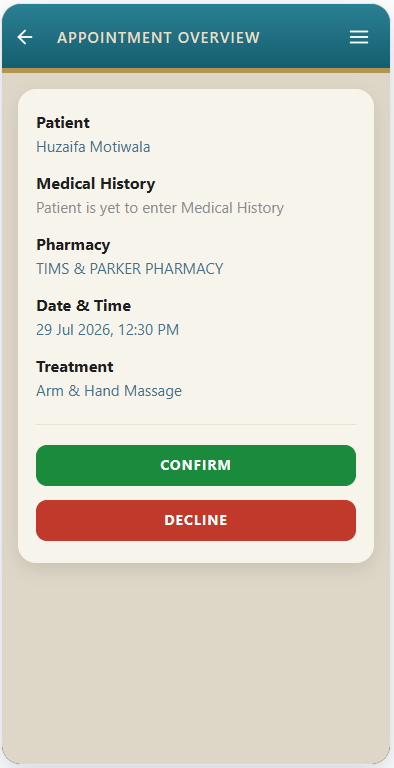 APPOINTMENT OVERVIEW
Patient
Huzaifa Motiwala
Medical History
Patient is yet to enter Medical History
Pharmacy
TIMS & PARKER PHARMACY
Date & Time
29 Jul 2026, 12:30 PM
Treatment
Arm & Hand Massage
CONFIRM
DECLINE